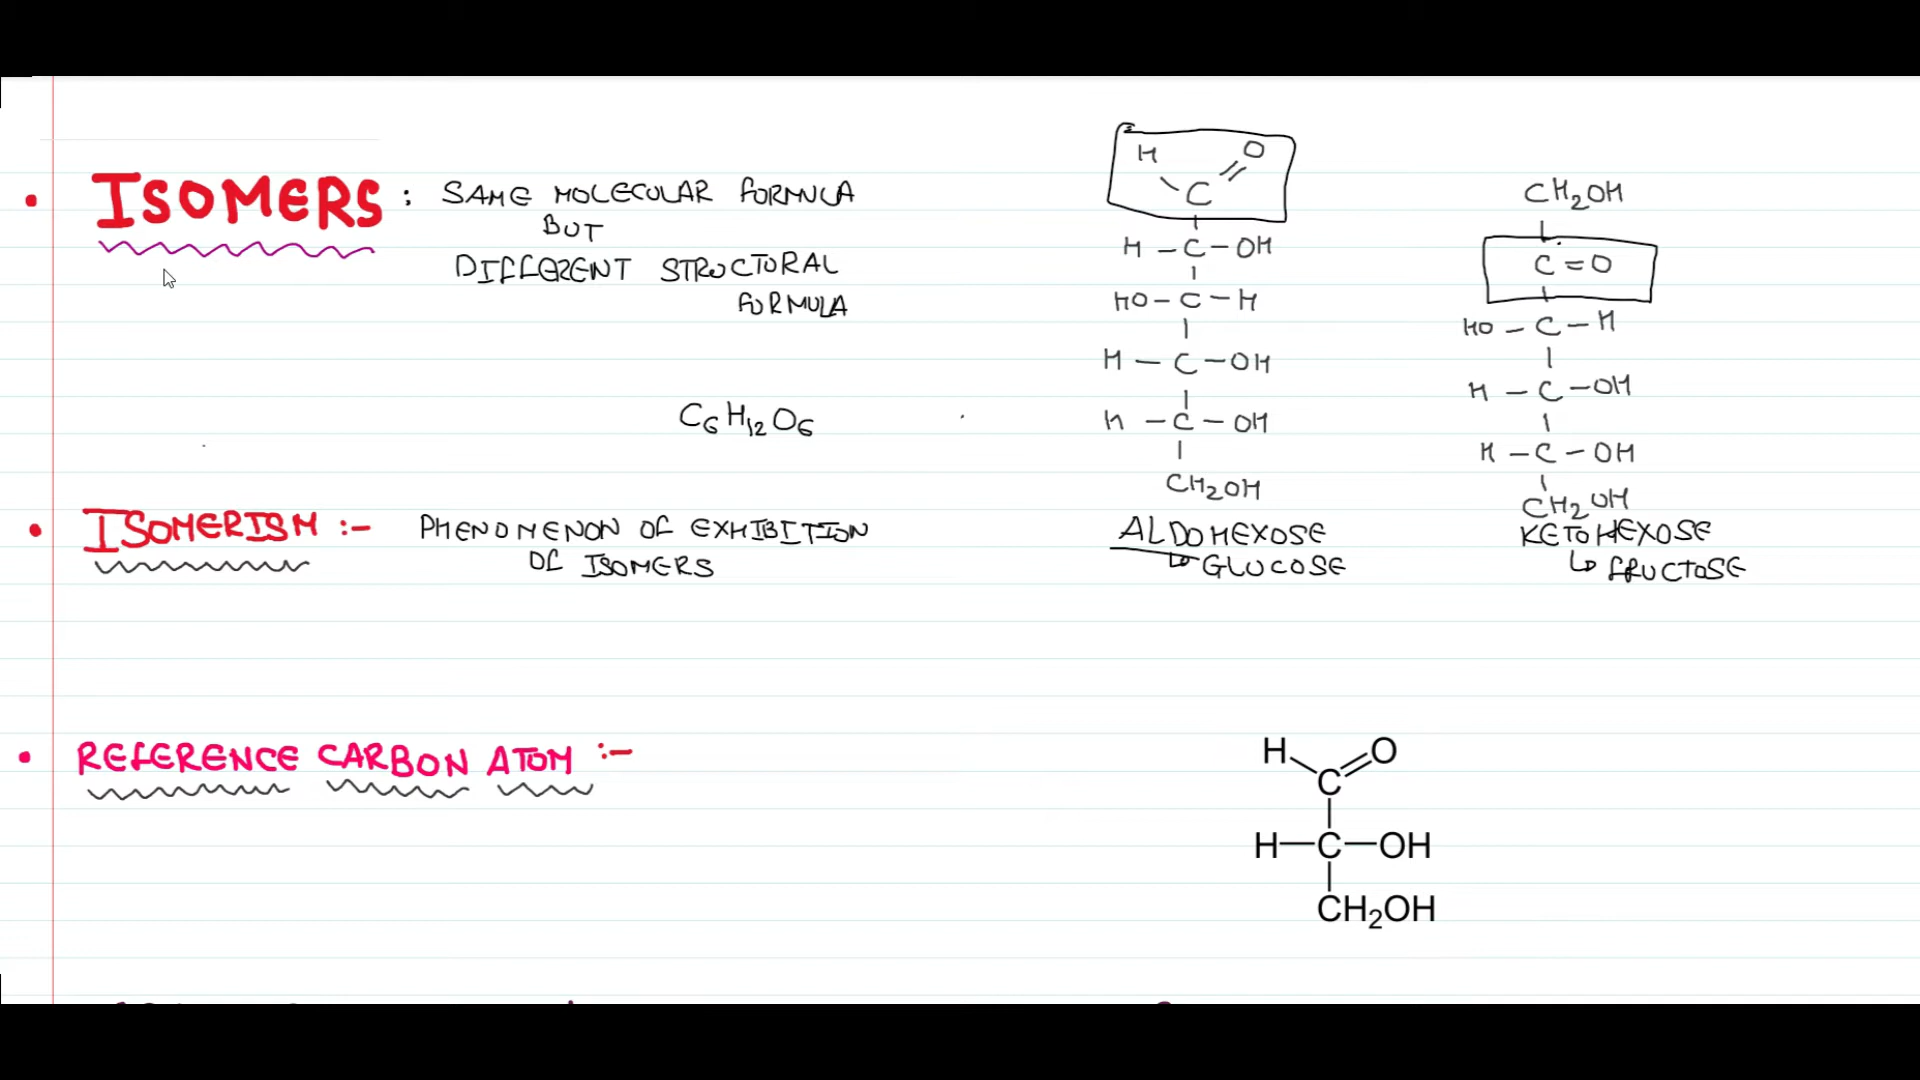 • ISOMERS : SAME MOLECULAR FORMULA
BUT
DIFFERENT STRUCTURAL
FORMULA
C6H12O6
H O
C
H – C – OH
HO – C – H
H – C – OH
H – C – OH
CH2OH
ALDOHEXOSE
↳ GLUCOSE
CH2OH
C = O
HO – C – H
H – C – OH
H – C – OH
CH2OH
KETOHEXOSE
↳ FRUCTOSE
• ISOMERISM :- PHENOMENON OF EXHIBITION
OF ISOMERS
• REFERENCE CARBON ATOM :-
H O
C
H—C—OH
CH2OH